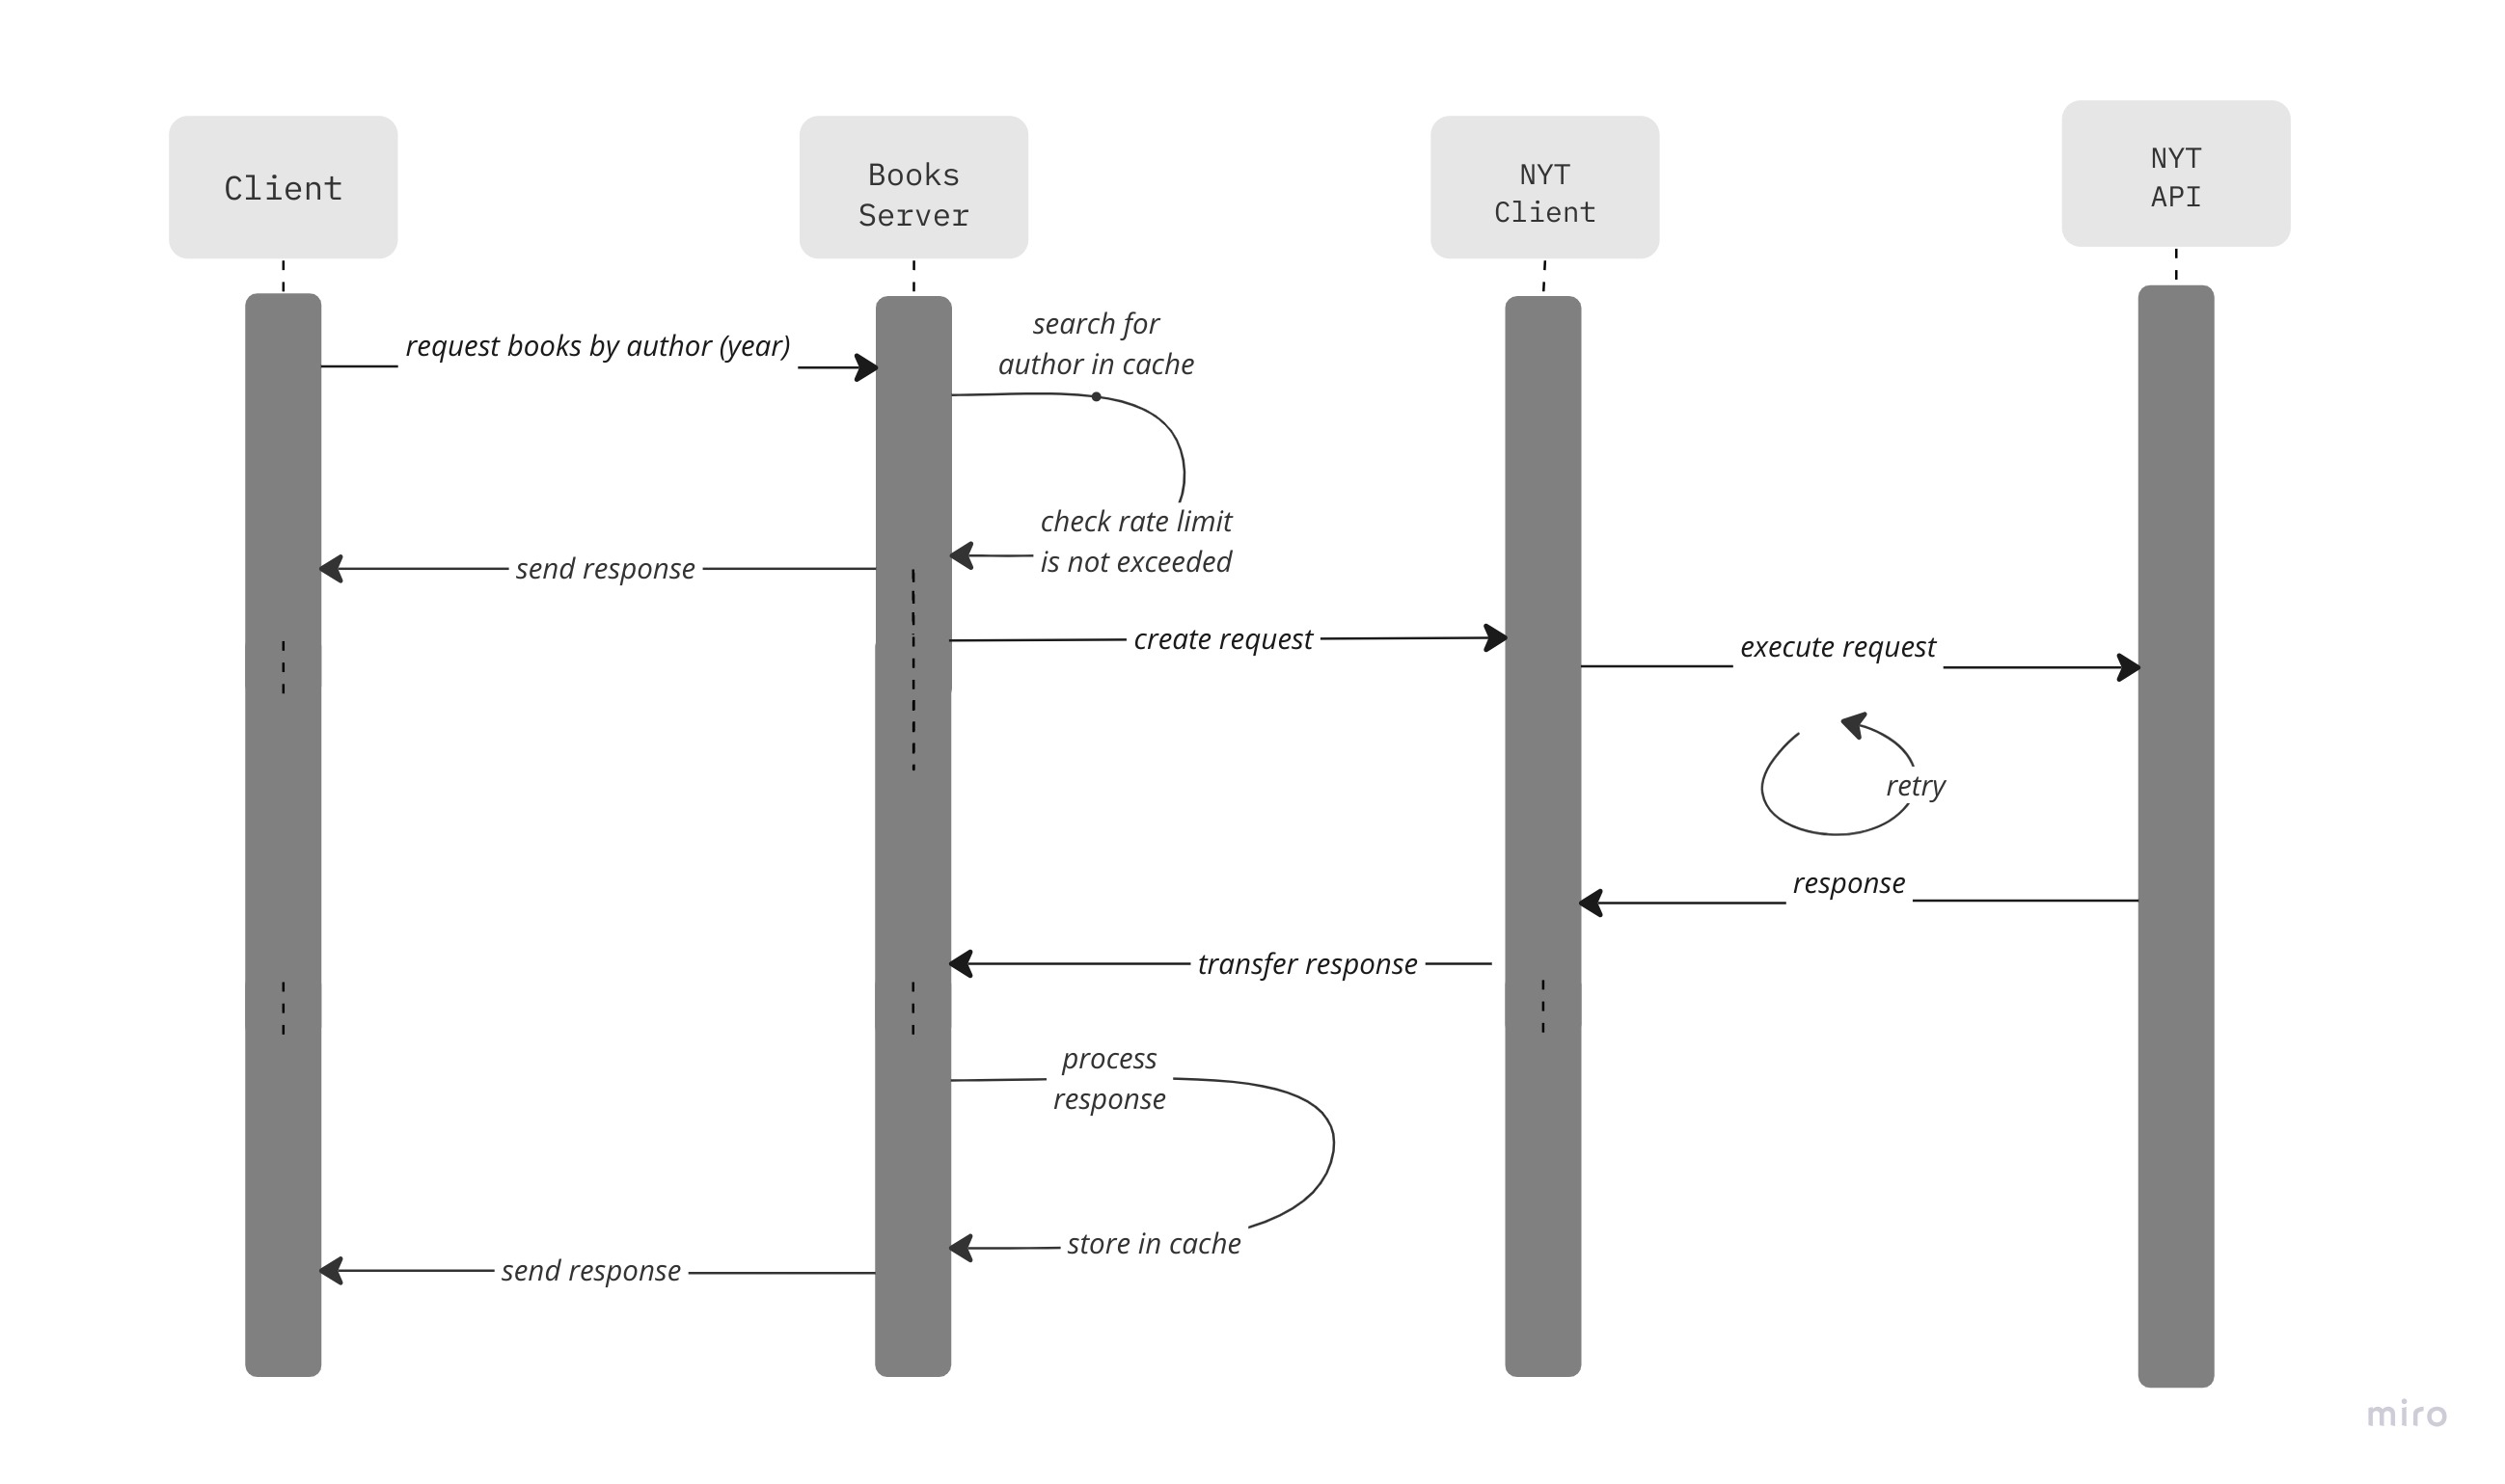 Client
Books
Server
NYT
Client
NYT
API
request books by author (year)
search for
author in cache
check rate limit
is not exceeded
send response
create request
execute request
retry
response
transfer response
process
response
store in cache
send response
miro